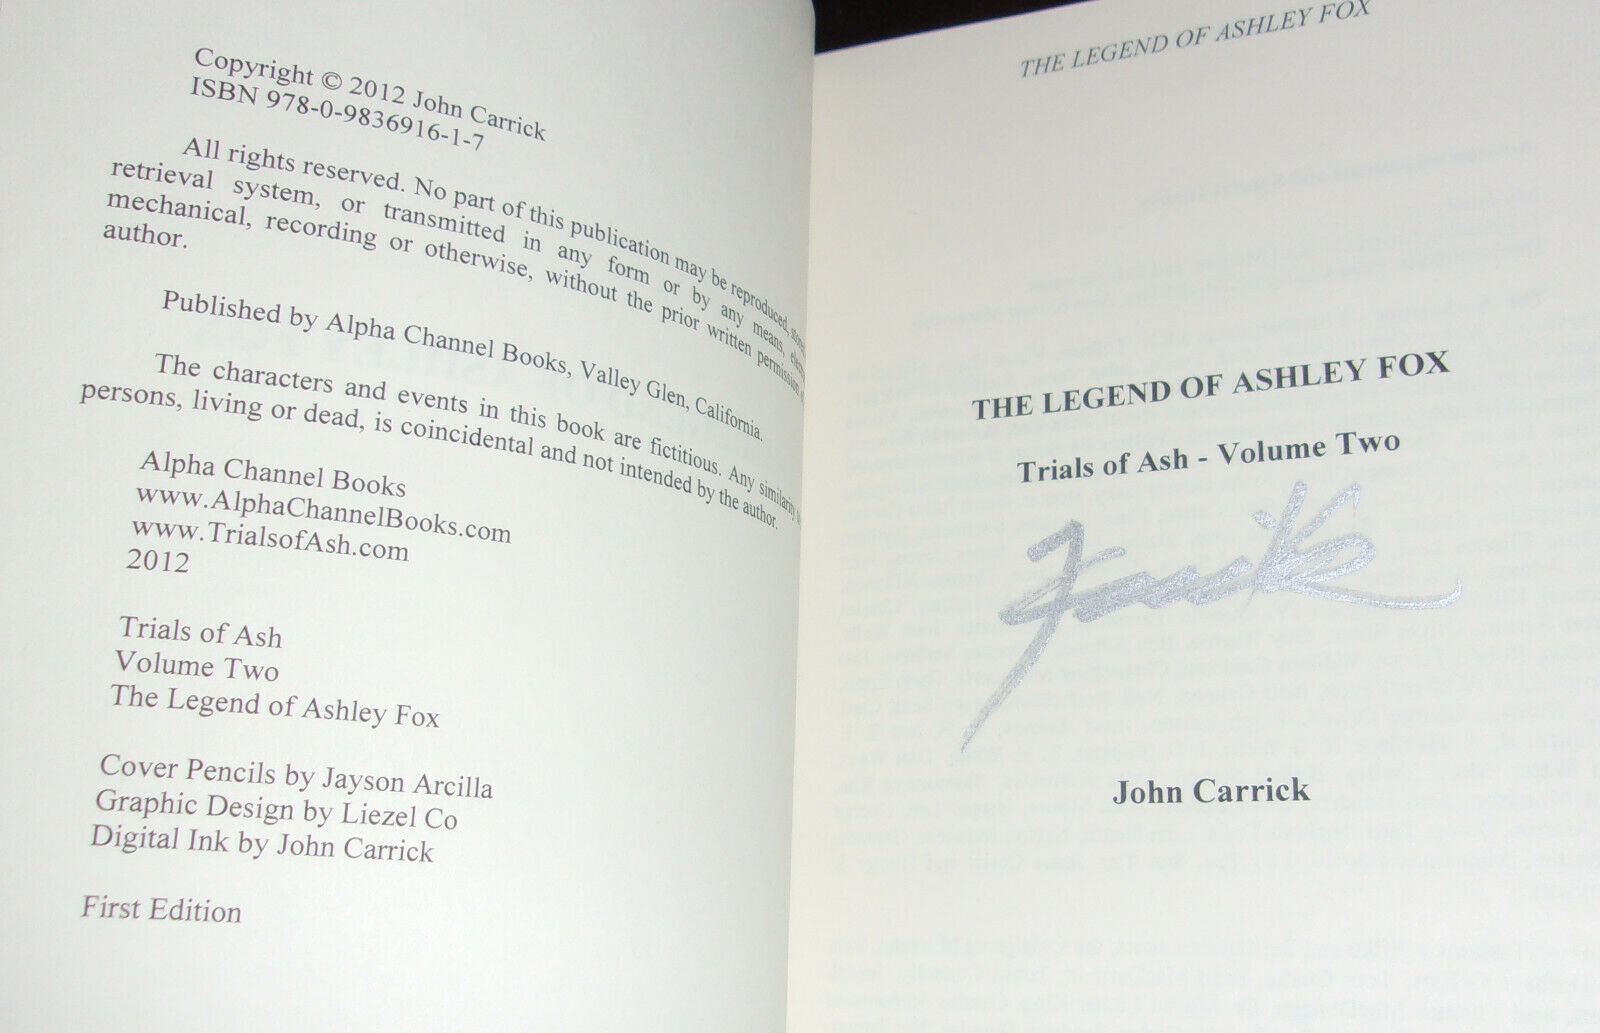 Copyright © 2012 John Carrick
ISBN 978-0-9836916-1-7
All rights reserved. No part of this publication may be reproduced,
retrieval system, or transmitted in any form or by any means,
mechanical, recording or otherwise, without the prior written permission
author.
Published by Alpha Channel Books, Valley Glen, California.
The characters and events in this book are fictitious. Any similarity
persons, living or dead, is coincidental and not intended by the author.
Alpha Channel Books
www.AlphaChannelBooks.com
www.TrialsofAsh.com
2012
Trials of Ash
Volume Two
The Legend of Ashley Fox
Cover Pencils by Jayson Arcilla
Graphic Design by Liezel Co
Digital Ink by John Carrick
First Edition
THE LEGEND OF ASHLEY FOX
THE LEGEND OF ASHLEY FOX
Trials of Ash - Volume Two
John Carrick